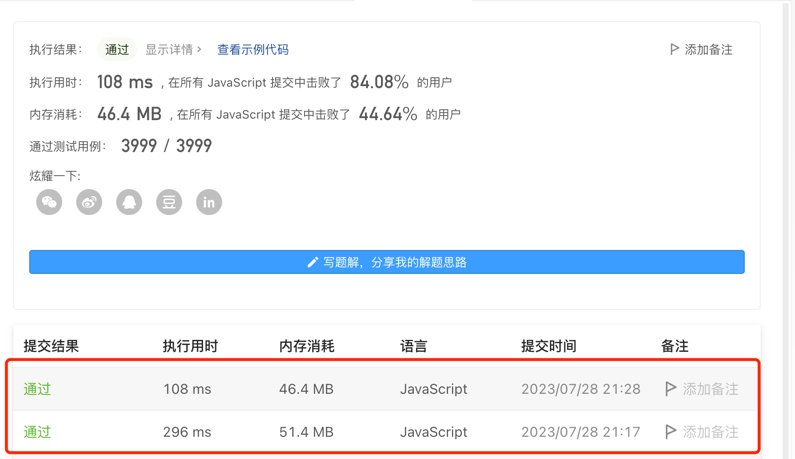 执行结果： 通过 显示详情 › 查看示例代码 添加备注
执行用时： 108 ms , 在所有 JavaScript 提交中击败了 84.08% 的用户
内存消耗： 46.4 MB , 在所有 JavaScript 提交中击败了 44.64% 的用户
通过测试用例： 3999 / 3999
炫耀一下:
豆 in
写题解，分享我的解题思路
提交结果 执行用时 内存消耗 语言 提交时间 备注
通过 108 ms 46.4 MB JavaScript 2023/07/28 21:28 添加备注
通过 296 ms 51.4 MB JavaScript 2023/07/28 21:17 添加备注